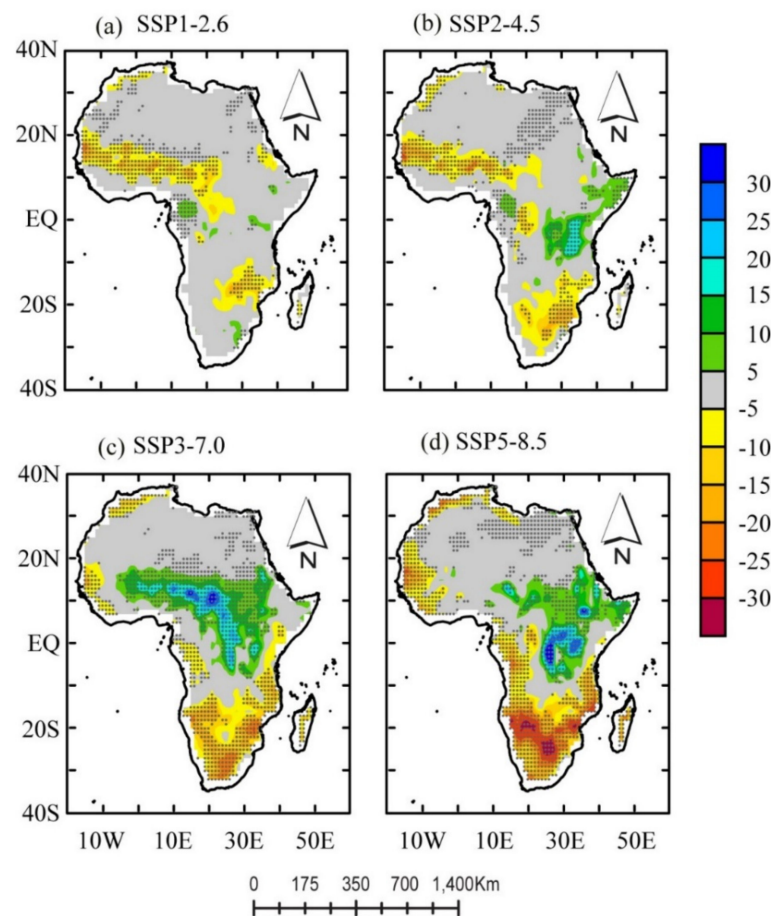 (a) SSP1-2.6
(b) SSP2-4.5
40N
20N
EQ
20S
40S
N
N
30
25
20
15
10
5
-5
-10
-15
-20
-25
-30
(c) SSP3-7.0
(d) SSP5-8.5
40N
20N
EQ
20S
40S
N
N
10W 10E 30E 50E
10W 10E 30E 50E
0 175 350 700 1,400Km